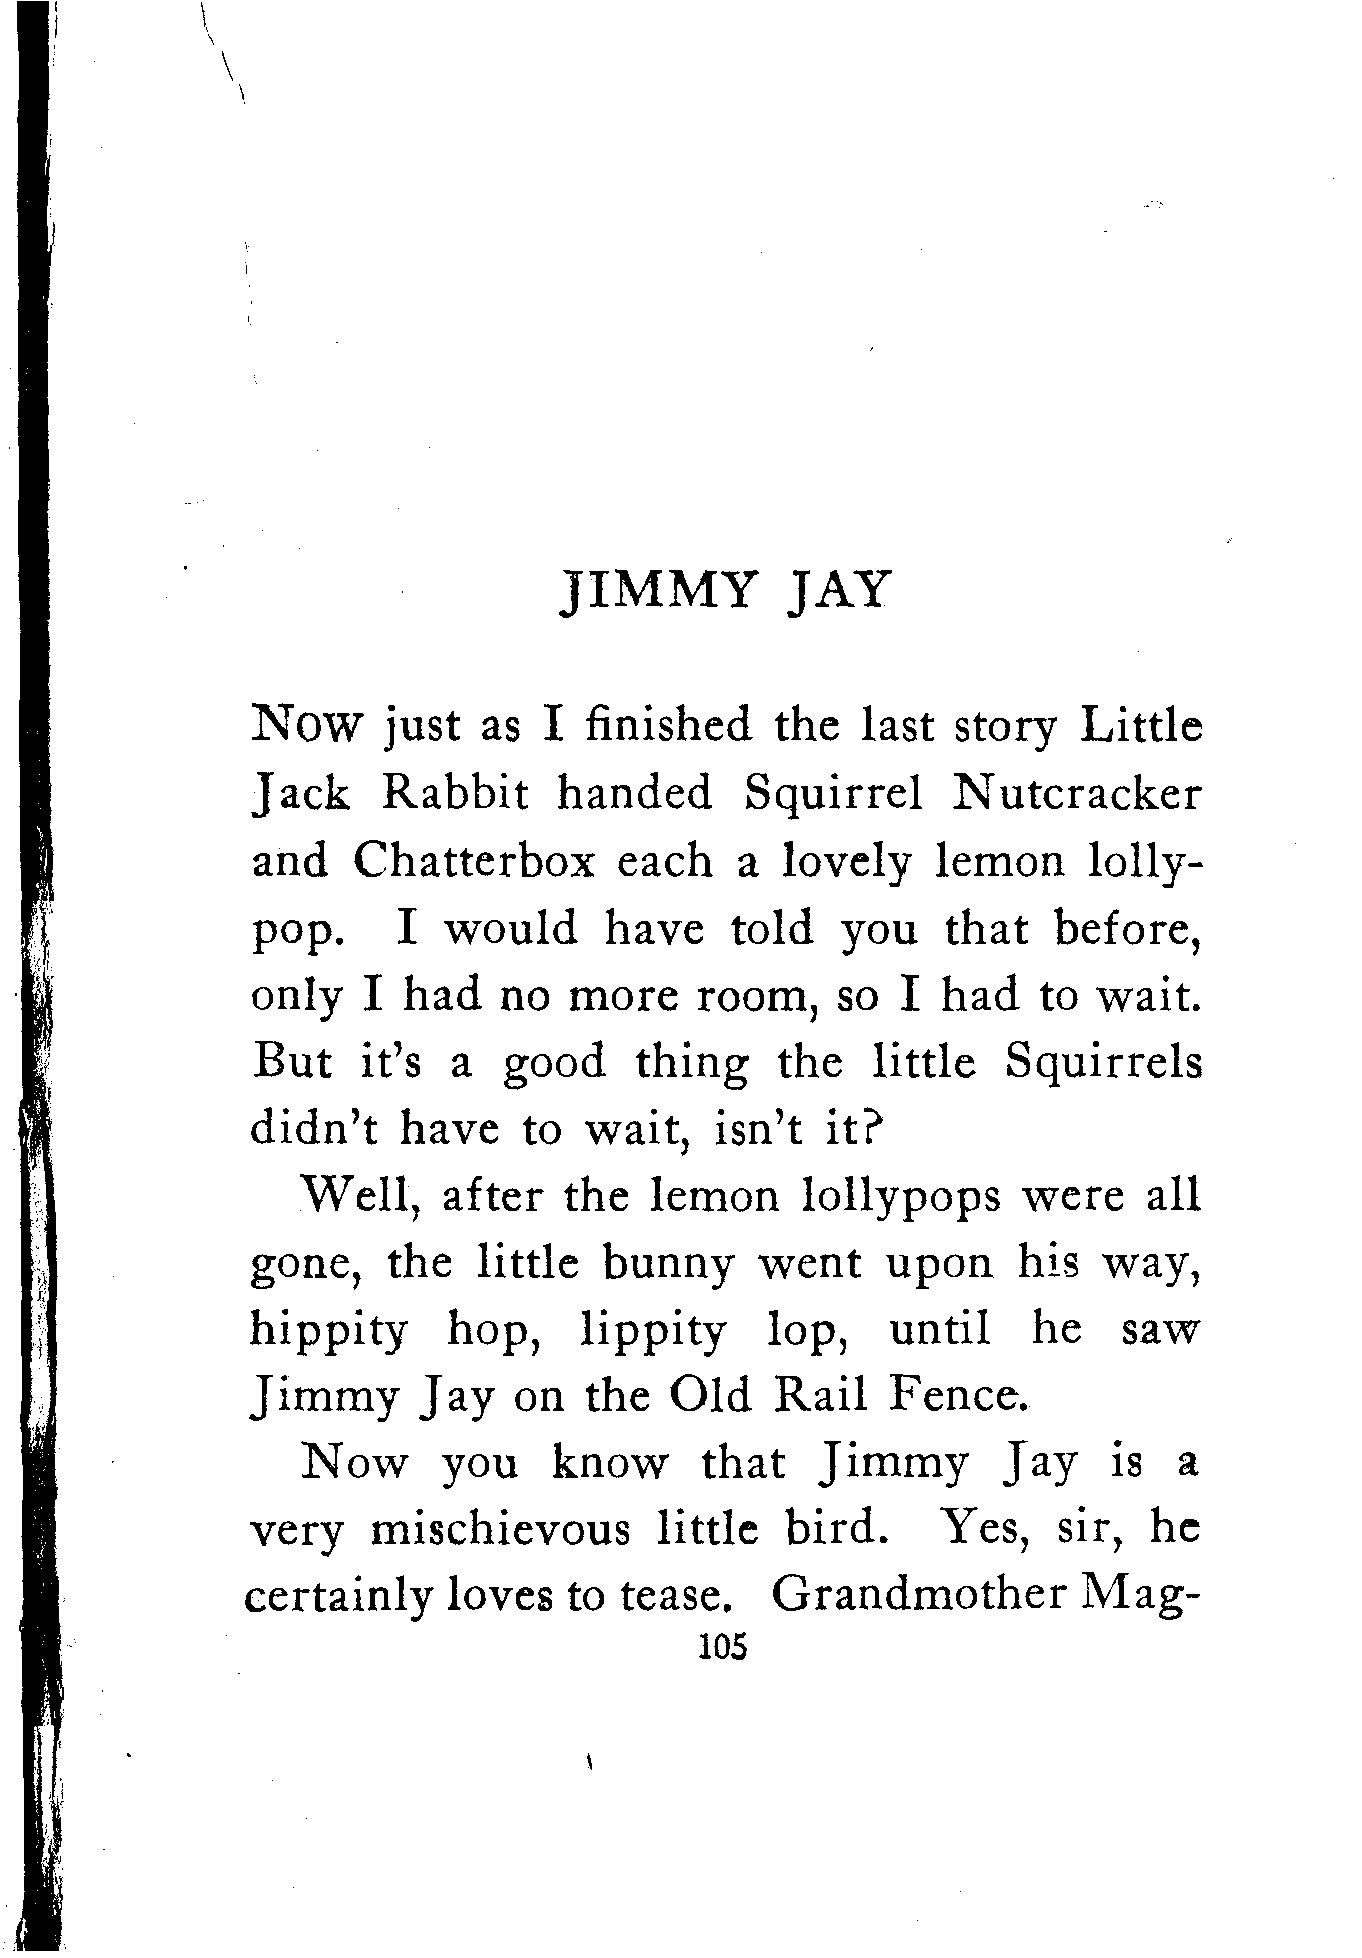 JIMMY JAY
Now just as I finished the last story Little
Jack Rabbit handed Squirrel Nutcracker
and Chatterbox each a lovely lemon lolly-
pop. I would have told you that before,
only I had no more room, so I had to wait.
But it's a good thing the little Squirrels
didn't have to wait, isn't it?
Well, after the lemon lollypops were all
gone, the little bunny went upon his way,
hippity hop, lippity lop, until he saw
Jimmy Jay on the Old Rail Fence.
Now you know that Jimmy Jay is a
very mischievous little bird. Yes, sir, he
certainly loves to tease. Grandmother Mag-
105